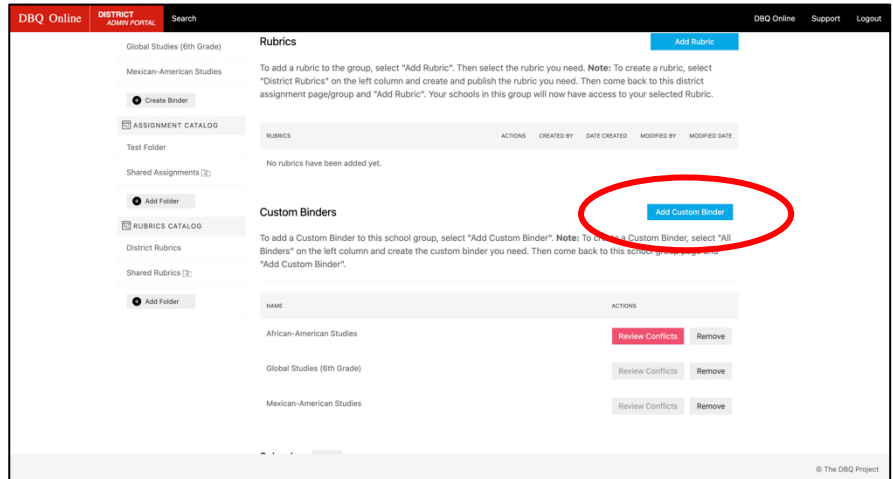 DBQ Online DISTRICT ADMIN PORTAL Search DBQ Online Support Logout
Global Studies (6th Grade)
Mexican-American Studies
Create Binder
ASSIGNMENT CATALOG
Test Folder
Shared Assignments
Add Folder
RUBRICS CATALOG
District Rubrics
Shared Rubrics
Add Folder
Rubrics Add Rubric
To add a rubric to the group, select "Add Rubric". Then select the rubric you need. Note: To create a rubric, select
"District Rubrics" on the left column and create and publish the rubric you need. Then come back to this district
assignment page/group and "Add Rubric". Your schools in this group will now have access to your selected Rubric.
RUBRICS ACTIONS CREATED BY DATE CREATED MODIFIED BY MODIFIED DATE
No rubrics have been added yet.
Custom Binders Add Custom Binder
To add a Custom Binder to this school group, select "Add Custom Binder". Note: To create a Custom Binder, select "All
Binders" on the left column and create the custom binder you need. Then come back to this school group page and
"Add Custom Binder".
NAME ACTIONS
African-American Studies Review Conflicts Remove
Global Studies (6th Grade) Review Conflicts Remove
Mexican-American Studies Review Conflicts Remove
© The DBQ Project